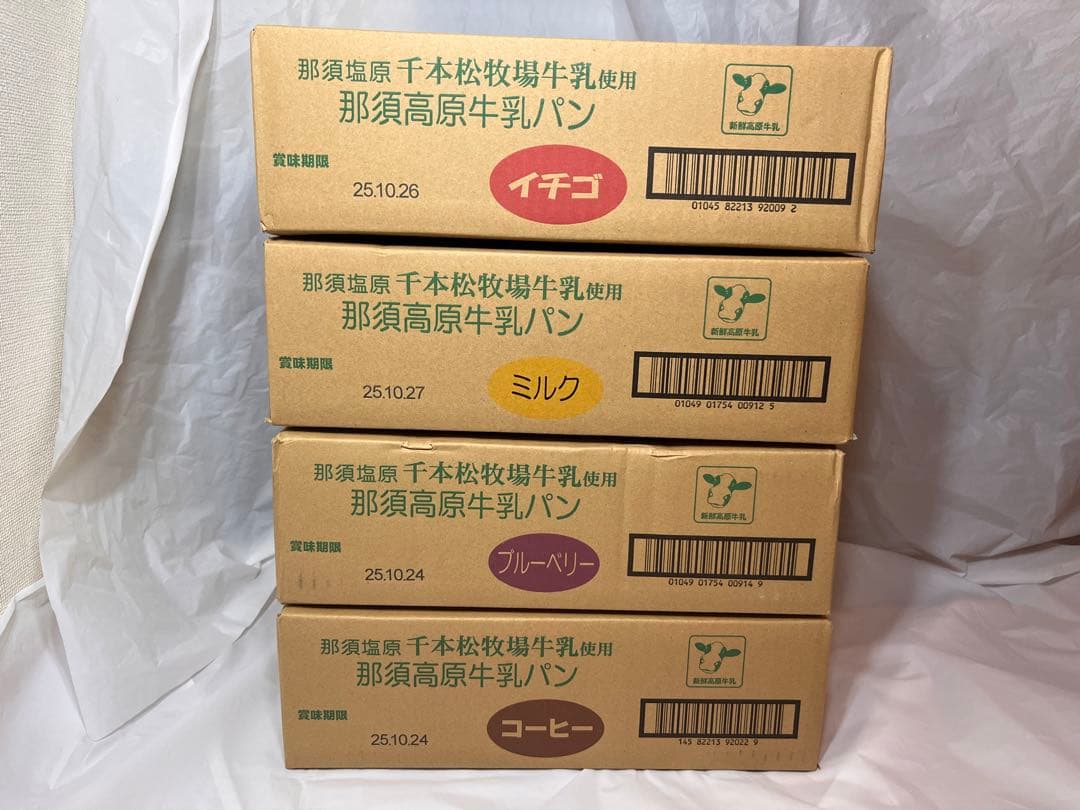 那須塩原 千本松牧場牛乳使用
那須高原牛乳パン
新鮮高原牛乳
賞味期限
25.10.26
イチゴ
01045 82213 92009 2
那須塩原 千本松牧場牛乳使用
那須高原牛乳パン
新鮮高原牛乳
賞味期限
25.10.27
ミルク
01049 01754 00912 5
那須塩原 千本松牧場牛乳使用
那須高原牛乳パン
新鮮高原牛乳
賞味期限
25.10.24
ブルーベリー
01049 01754 00914 9
那須塩原 千本松牧場牛乳使用
那須高原牛乳パン
新鮮高原牛乳
賞味期限
25.10.24
コーヒー
145 82213 92022 9